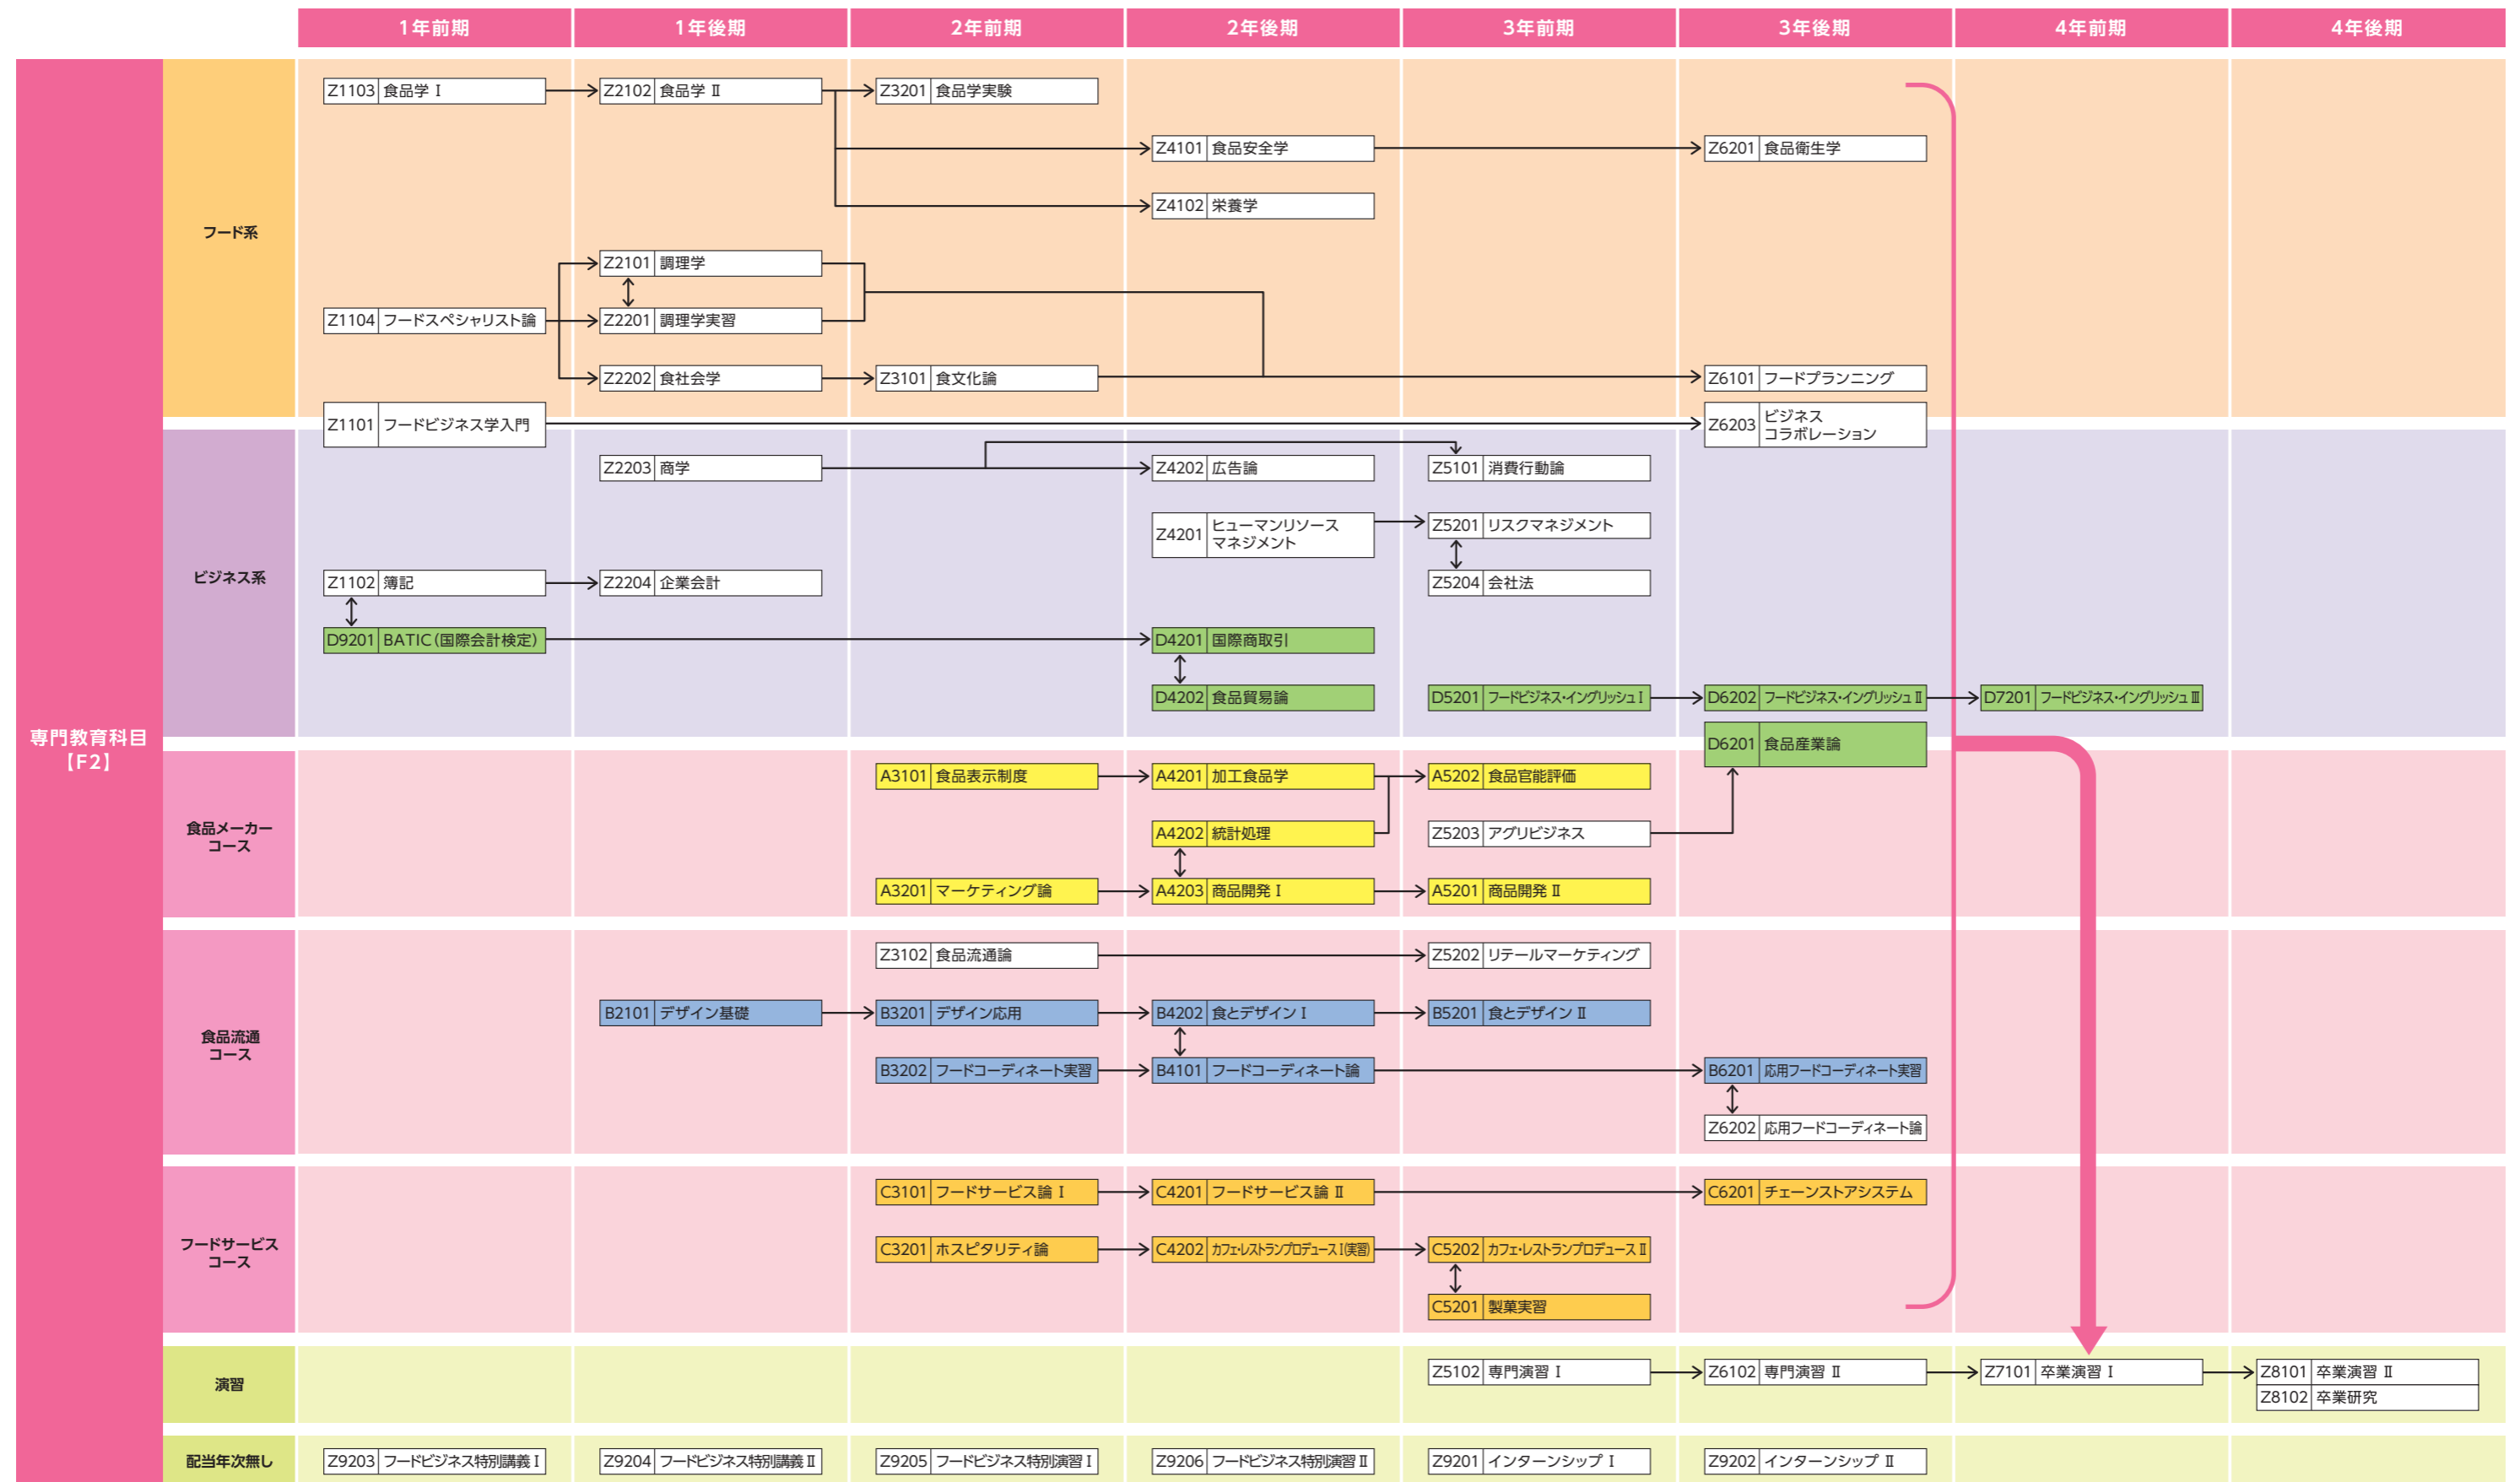 1年前期 1年後期 2年前期 2年後期 3年前期 3年後期 4年前期 4年後期
専門教育科目
【F2】
フード系
Z1103 食品学 Ⅰ Z2102 食品学 Ⅱ Z3201 食品学実験
Z4101 食品安全学 Z6201 食品衛生学
Z4102 栄養学
Z2101 調理学
Z1104 フードスペシャリスト論 Z2201 調理学実習
Z2202 食社会学 Z3101 食文化論 Z6101 フードプランニング
Z1101 フードビジネス学入門 Z6203 ビジネス
コラボレーション
ビジネス系
Z2203 商学 Z4202 広告論 Z5101 消費行動論
Z4201 ヒューマンリソース
マネジメント
Z5201 リスクマネジメント
Z1102 簿記 Z2204 企業会計 Z5204 会社法
D9201 BATIC(国際会計検定) D4201 国際商取引
D4202 食品貿易論 D5201 フードビジネス・イングリッシュⅠ D6202 フードビジネス・イングリッシュⅡ D7201 フードビジネス・イングリッシュⅢ
D6201 食品産業論
食品メーカー
コース
A3101 食品表示制度 A4201 加工食品学 A5202 食品官能評価
A4202 統計処理 Z5203 アグリビジネス
A3201 マーケティング論 A4203 商品開発 Ⅰ A5201 商品開発 Ⅱ
食品流通
コース
Z3102 食品流通論 Z5202 リテールマーケティング
B2101 デザイン基礎 B3201 デザイン応用 B4202 食とデザイン Ⅰ B5201 食とデザイン Ⅱ
B3202 フードコーディネート実習 B4101 フードコーディネート論 B6201 応用フードコーディネート実習
Z6202 応用フードコーディネート論
フードサービス
コース
C3101 フードサービス論 Ⅰ C4201 フードサービス論 Ⅱ C6201 チェーンストアシステム
C3201 ホスピタリティ論 C4202 カフェ・レストランプロデュースⅠ(実習) C5202 カフェ・レストランプロデュースⅡ
C5201 製菓実習
演習
Z5102 専門演習 Ⅰ Z6102 専門演習 Ⅱ Z7101 卒業演習 Ⅰ Z8101 卒業演習 Ⅱ
Z8102 卒業研究
配当年次無し Z9203 フードビジネス特別講義Ⅰ Z9204 フードビジネス特別講義Ⅱ Z9205 フードビジネス特別演習Ⅰ Z9206 フードビジネス特別演習Ⅱ Z9201 インターンシップ Ⅰ Z9202 インターンシップ Ⅱ